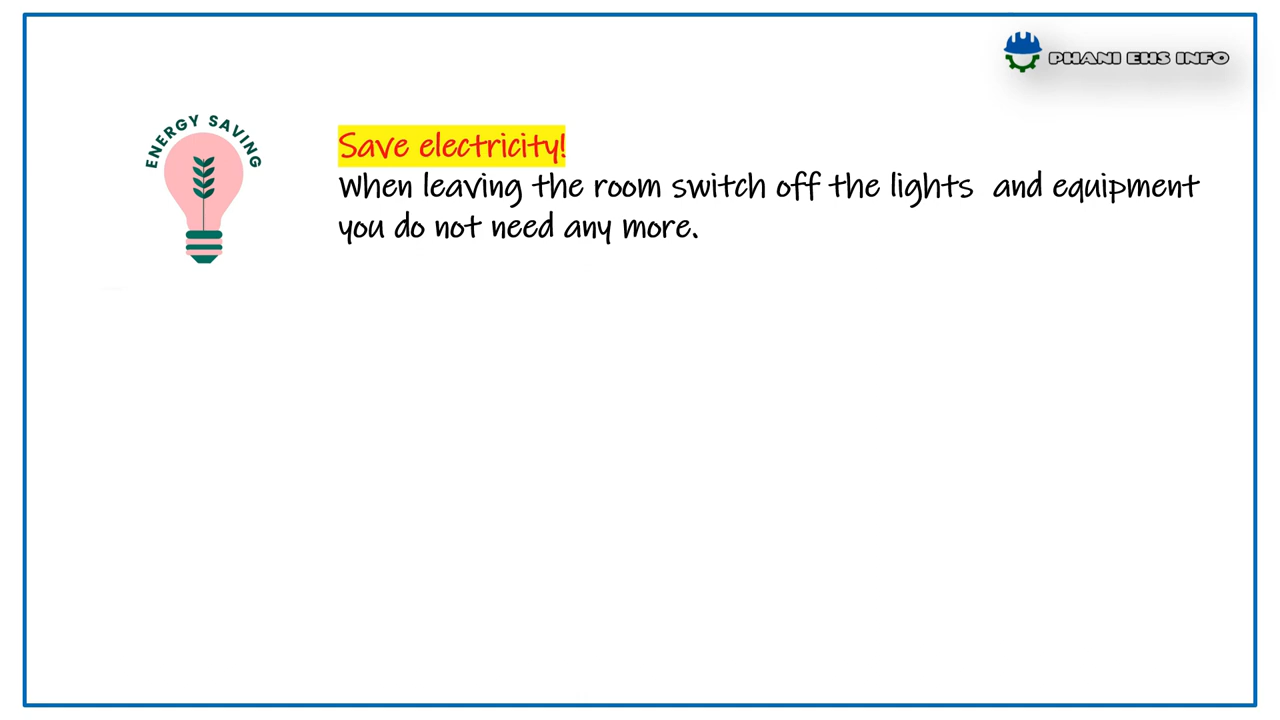 PHANI EHS INFO
ENERGY SAVING
Save electricity!
When leaving the room switch off the lights and equipment
you do not need any more.